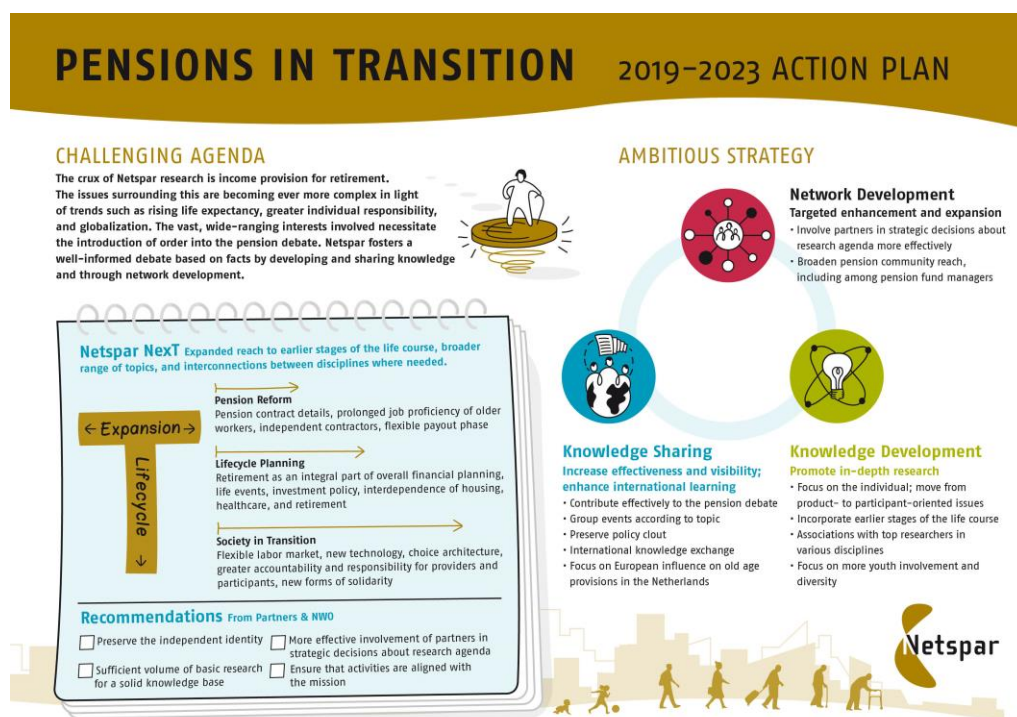 PENSIONS IN TRANSITION 2019-2023 ACTION PLAN
CHALLENGING AGENDA
The crux of Netspar research is income provision for retirement.
The issues surrounding this are becoming ever more complex in light
of trends such as rising life expectancy, greater individual responsibility,
and globalization. The vast, wide-ranging interests involved necessitate
the introduction of order into the pension debate. Netspar fosters a
well-informed debate based on facts by developing and sharing knowledge
and through network development.
Netspar NexT Expanded reach to earlier stages of the life course, broader
range of topics, and interconnections between disciplines where needed.
← Expansion →
Lifecycle →
Pension Reform
Pension contract details, prolonged job proficiency of older
workers, independent contractors, flexible payout phase
Lifecycle Planning
Retirement as an integral part of overall financial planning,
life events, investment policy, interdependence of housing,
healthcare, and retirement
Society in Transition
Flexible labor market, new technology, choice architecture,
greater accountability and responsibility for providers and
participants, new forms of solidarity
Recommendations From Partners & NWO
Preserve the independent identity
Sufficient volume of basic research
for a solid knowledge base
More effective involvement of partners in
strategic decisions about research agenda
Ensure that activities are aligned with
the mission
AMBITIOUS STRATEGY
Network Development
Targeted enhancement and expansion
• Involve partners in strategic decisions about
research agenda more effectively
• Broaden pension community reach,
including among pension fund managers
Knowledge Sharing
Increase effectiveness and visibility;
enhance international learning
• Contribute effectively to the pension debate
• Group events according to topic
• Preserve policy clout
• International knowledge exchange
• Focus on European influence on old age
provisions in the Netherlands
Knowledge Development
Promote in-depth research
• Focus on the individual; move from
product- to participant-oriented issues
• Incorporate earlier stages of the life course
• Associations with top researchers in
various disciplines
• Focus on more youth involvement and
diversity
Netspar